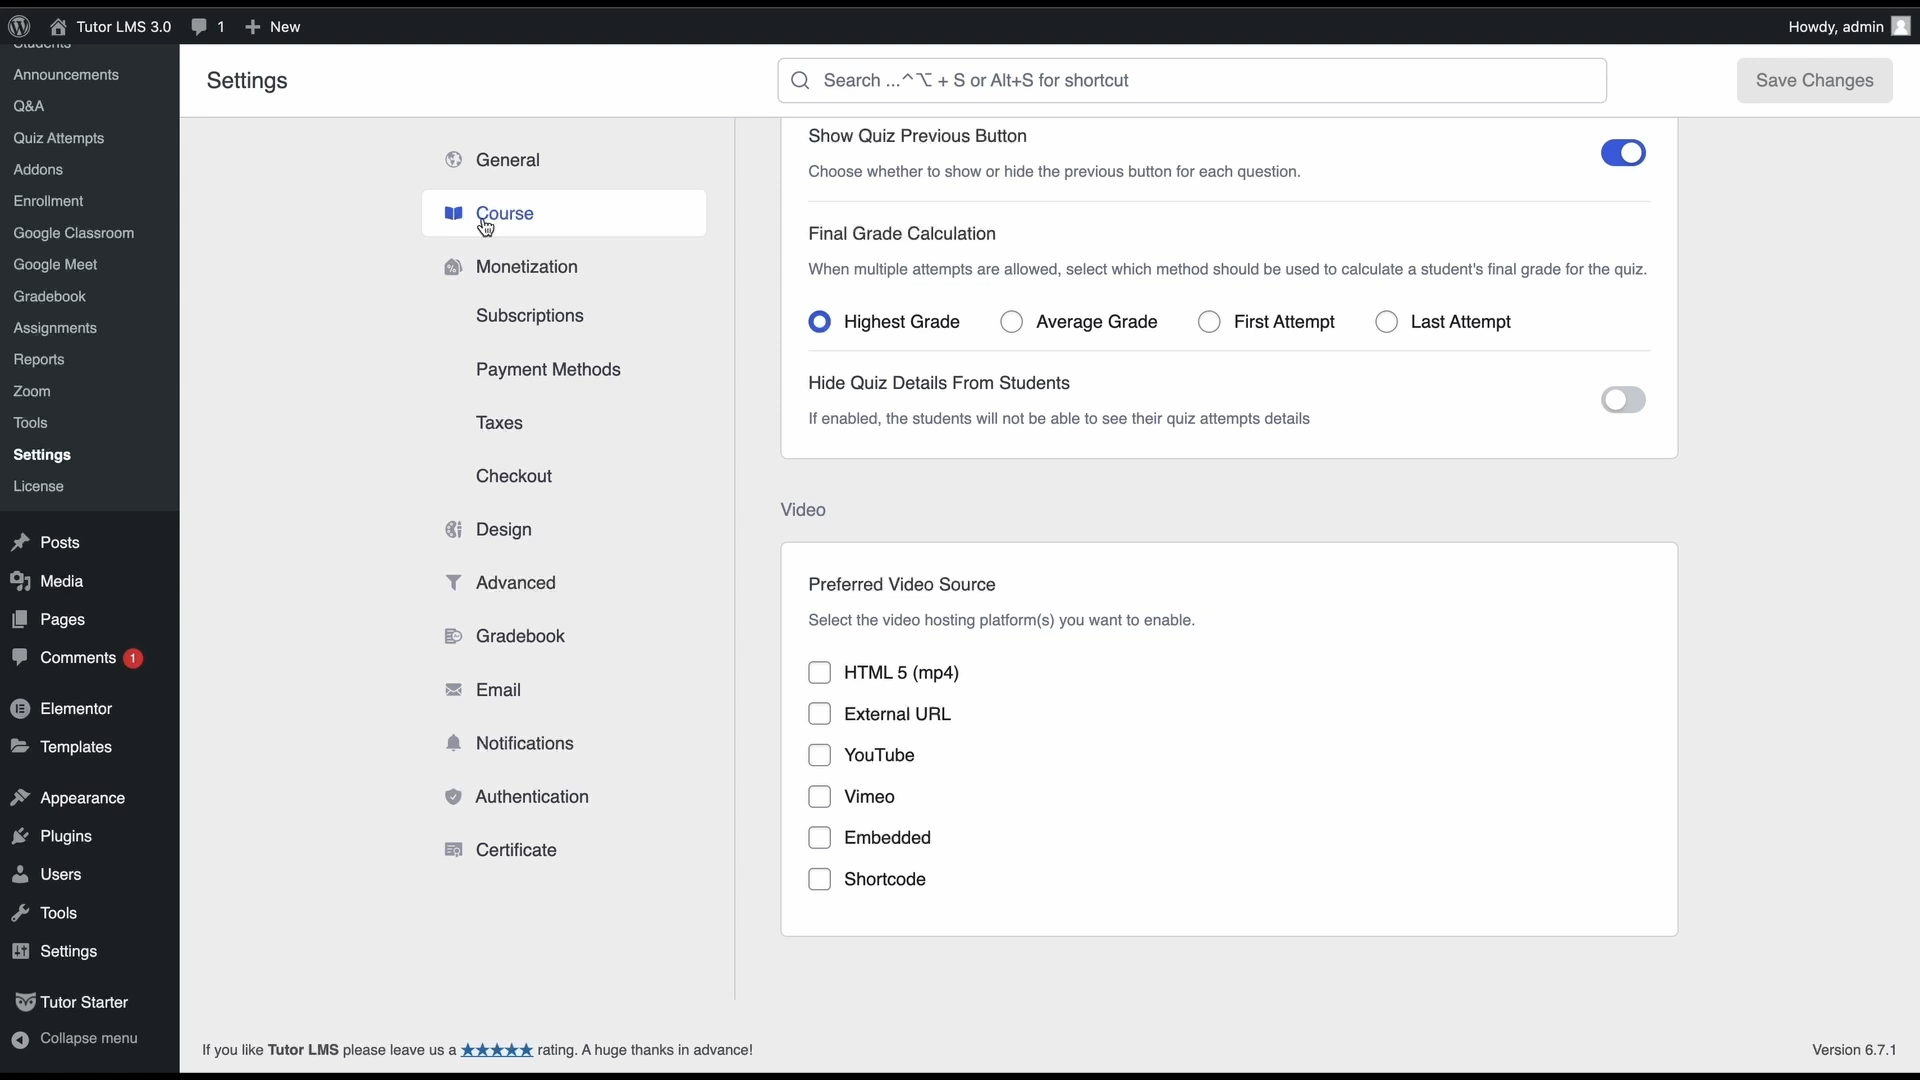 Tutor LMS 3.0
1
New
Howdy, admin
Students
Announcements
Q&A
Quiz Attempts
Addons
Enrollment
Google Classroom
Google Meet
Gradebook
Assignments
Reports
Zoom
Tools
Settings
License
Posts
Media
Pages
Comments 1
Elementor
Templates
Appearance
Plugins
Users
Tools
Settings
Tutor Starter
Collapse menu
Settings
Search ...^⌥ + S or Alt+S for shortcut
Save Changes
General
Course
Monetization
Subscriptions
Payment Methods
Taxes
Checkout
Design
Advanced
Gradebook
Email
Notifications
Authentication
Certificate
Show Quiz Previous Button
Choose whether to show or hide the previous button for each question.
Final Grade Calculation
When multiple attempts are allowed, select which method should be used to calculate a student's final grade for the quiz.
Highest Grade Average Grade First Attempt Last Attempt
Hide Quiz Details From Students
If enabled, the students will not be able to see their quiz attempts details
Video
Preferred Video Source
Select the video hosting platform(s) you want to enable.
HTML 5 (mp4)
External URL
YouTube
Vimeo
Embedded
Shortcode
If you like Tutor LMS please leave us a ★★★★★ rating. A huge thanks in advance!
Version 6.7.1